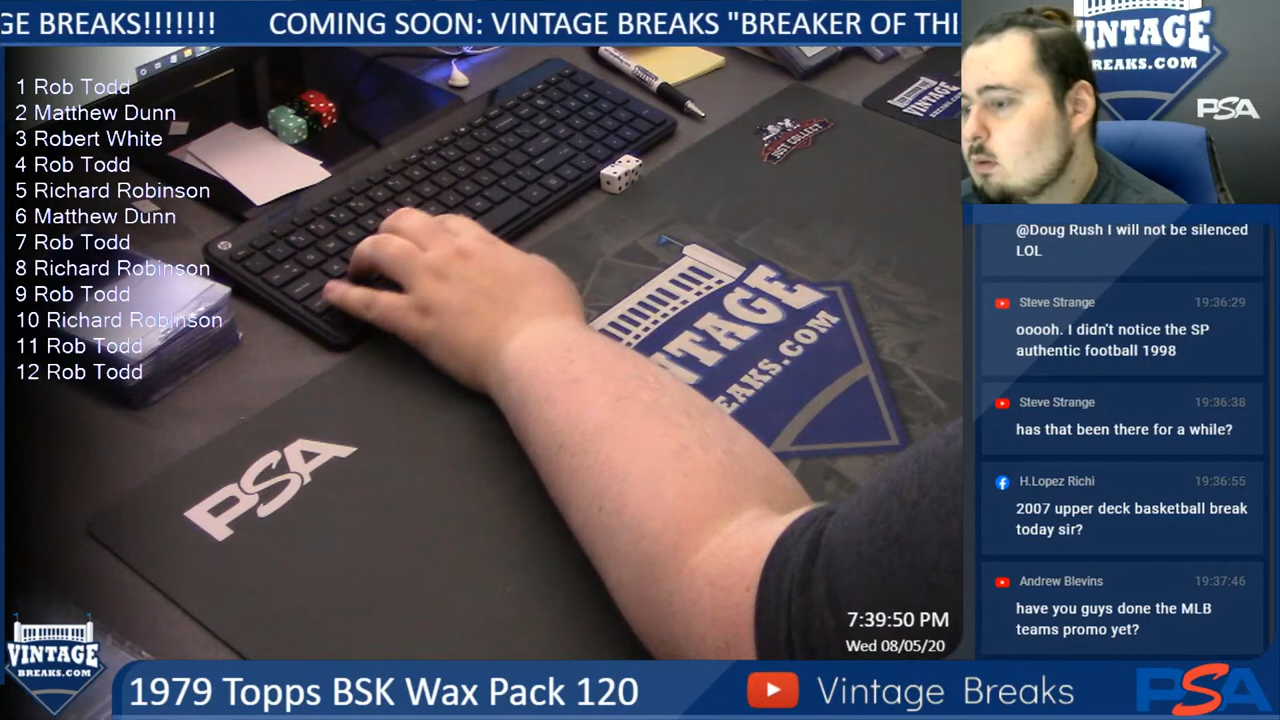 GE BREAKS!!!!!!! COMING SOON: VINTAGE BREAKS "BREAKER OF THI
1 Rob Todd
2 Matthew Dunn
3 Robert White
4 Rob Todd
5 Richard Robinson
6 Matthew Dunn
7 Rob Todd
8 Richard Robinson
9 Rob Todd
10 Richard Robinson
11 Rob Todd
12 Rob Todd
JUST COLLECT
VINTAGE
hp
VINTAGE
BREAKS.COM
PSA
INTAGE
BREAKS.COM
PSA
@Doug Rush I will not be silenced
LOL
Steve Strange 19:36:29
ooooh. I didn't notice the SP
authentic football 1998
Steve Strange 19:36:38
has that been there for a while?
H.Lopez Richi 19:36:55
2007 upper deck basketball break
today sir?
Andrew Blevins 19:37:46
have you guys done the MLB
teams promo yet?
7:39:50 PM
Wed 08/05/20
VINTAGE
BREAKS.COM
1979 Topps BSK Wax Pack 120
Vintage Breaks
PSA